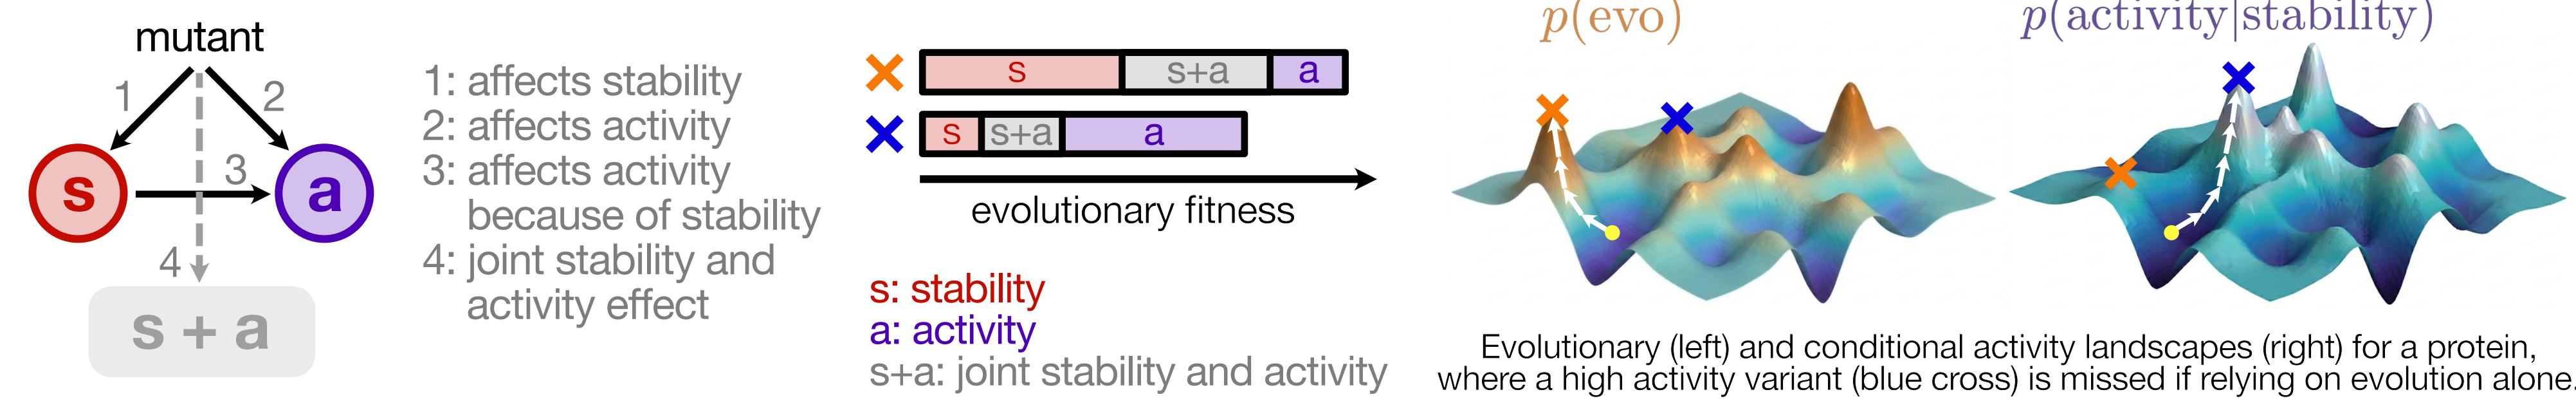 mutant
1
2
s
3
a
4
s + a
1: affects stability
2: affects activity
3: affects activity
because of stability
4: joint stability and
activity effect
s
s+a
a
s
s+a
a
evolutionary fitness
s: stability
a: activity
s+a: joint stability and activity
p(evo)
p(activity|stability)
Evolutionary (left) and conditional activity landscapes (right) for a protein,
where a high activity variant (blue cross) is missed if relying on evolution alone.